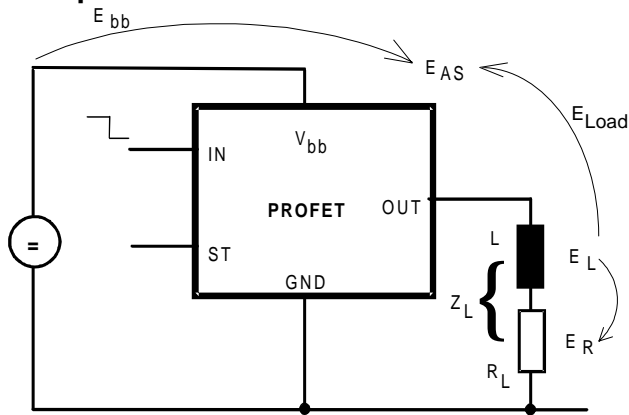 E bb
E AS
E Load
V bb
IN
PROFET
OUT
L
=
ST
E L
GND
Z L
{
E R
R L